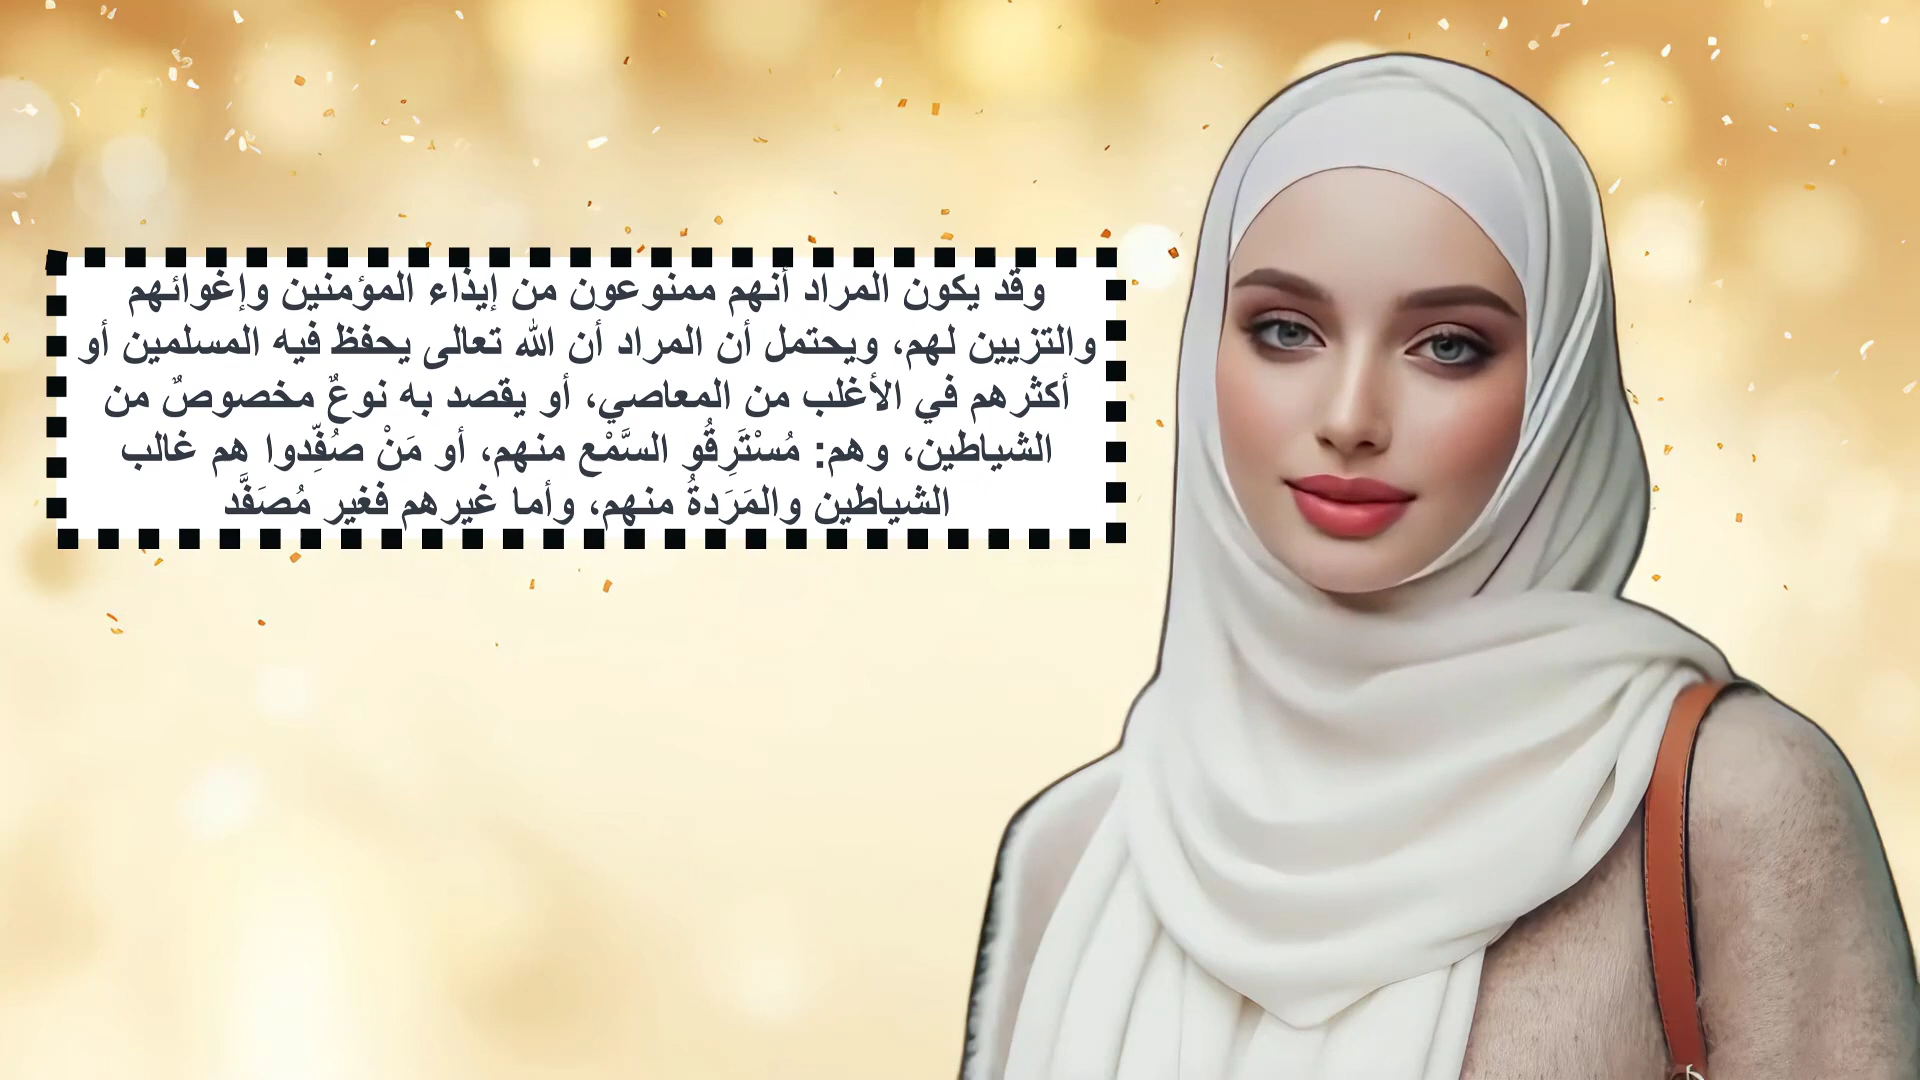 وقد يكون المراد أنهم ممنوعون من إيذاء المؤمنين وإغوائهم
والتزيين لهم، ويحتمل أن المراد أن الله تعالى يحفظ فيه المسلمين أو
أكثرهم في الأغلب من المعاصي، أو يقصد به نوعٌ مخصوصٌ من
الشياطين، وهم: مُسْتَرِقُو السَّمْع منهم، أو مَنْ صُفِّدوا هم غالب
الشياطين والمَرَدةُ منهم، وأما غيرهم فغير مُصَفَّد